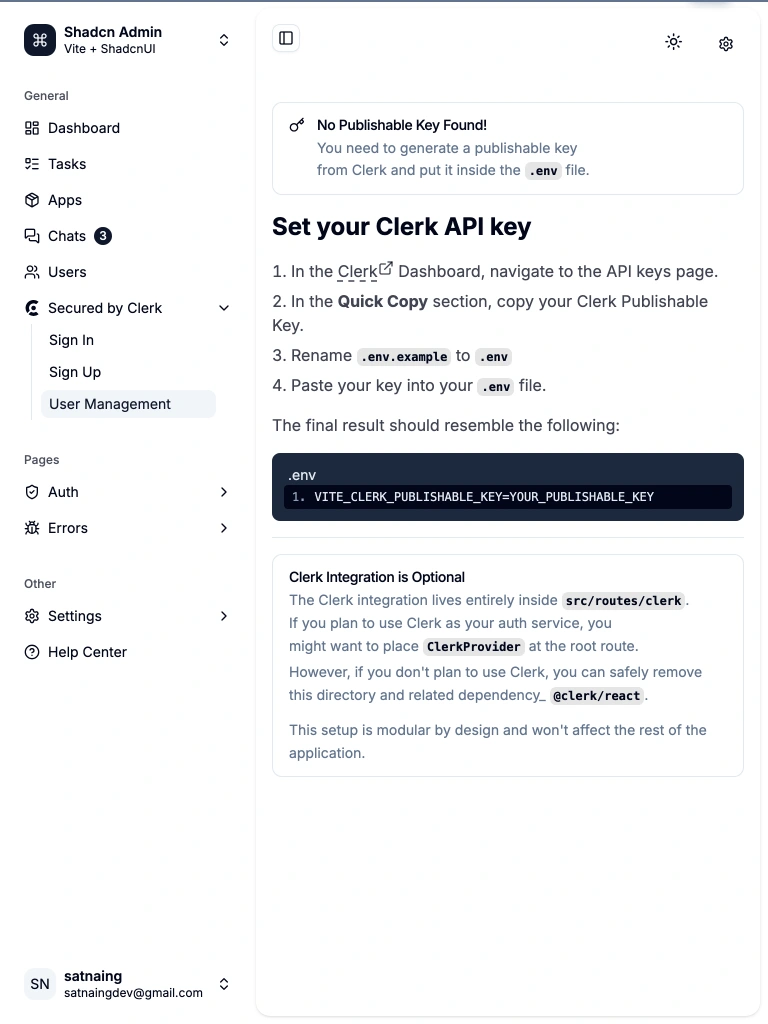 Shadcn Admin
Vite + ShadcnUI
General
Dashboard
Tasks
Apps
Chats 3
Users
Secured by Clerk
Sign In
Sign Up
User Management
Pages
Auth
Errors
Other
Settings
Help Center
SN
satnaing
satnaingdev@gmail.com
No Publishable Key Found!
You need to generate a publishable key
from Clerk and put it inside the .env file.
Set your Clerk API key
1. In the Clerk Dashboard, navigate to the API keys page.
2. In the Quick Copy section, copy your Clerk Publishable
Key.
3. Rename .env.example to .env
4. Paste your key into your .env file.
The final result should resemble the following:
.env
1. VITE_CLERK_PUBLISHABLE_KEY=YOUR_PUBLISHABLE_KEY
Clerk Integration is Optional
The Clerk integration lives entirely inside src/routes/clerk.
If you plan to use Clerk as your auth service, you
might want to place ClerkProvider at the root route.
However, if you don't plan to use Clerk, you can safely remove
this directory and related dependency_ @clerk/react.
This setup is modular by design and won't affect the rest of the
application.